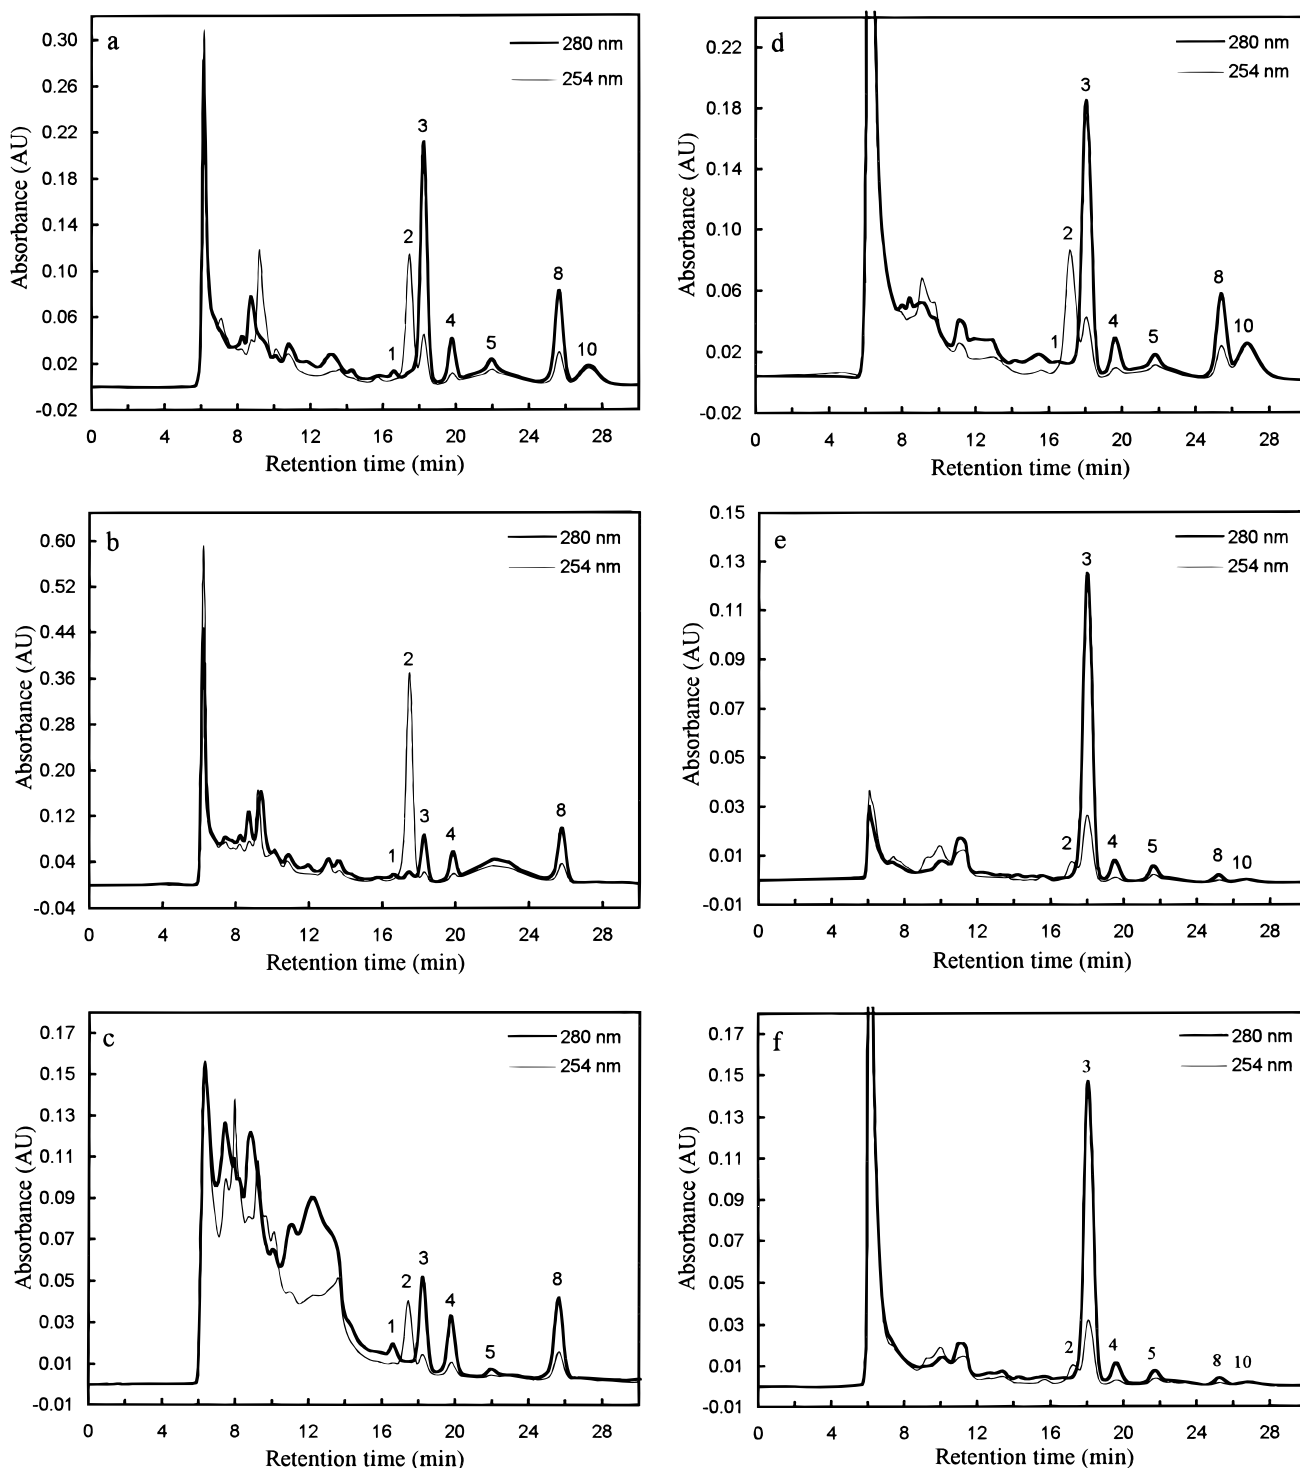 a
280 nm
254 nm
Absorbance (AU)
0.30
0.26
0.22
0.18
0.14
0.10
0.06
0.02
-0.02
1
2
3
4
5
8
10
0 4 8 12 16 20 24 28
Retention time (min)
d
280 nm
254 nm
Absorbance (AU)
0.22
0.18
0.14
0.10
0.06
0.02
-0.02
1
2
3
4
5
8
10
0 4 8 12 16 20 24 28
Retention time (min)
b
280 nm
254 nm
Absorbance (AU)
0.60
0.52
0.44
0.36
0.28
0.20
0.12
0.04
-0.04
1
2
3
4
8
0 4 8 12 16 20 24 28
Retention time (min)
e
280 nm
254 nm
Absorbance (AU)
0.15
0.13
0.11
0.09
0.07
0.05
0.03
0.01
-0.01
2
3
4
5
8
10
0 4 8 12 16 20 24 28
Retention time (min)
c
280 nm
254 nm
Absorbance (AU)
0.17
0.15
0.13
0.11
0.09
0.07
0.05
0.03
0.01
-0.01
1
2
3
4
5
8
0 4 8 12 16 20 24 28
Retention time (min)
f
280 nm
254 nm
Absorbance (AU)
0.17
0.15
0.13
0.11
0.09
0.07
0.05
0.03
0.01
-0.01
2
3
4
5
8
10
0 4 8 12 16 20 24 28
Retention time (min)